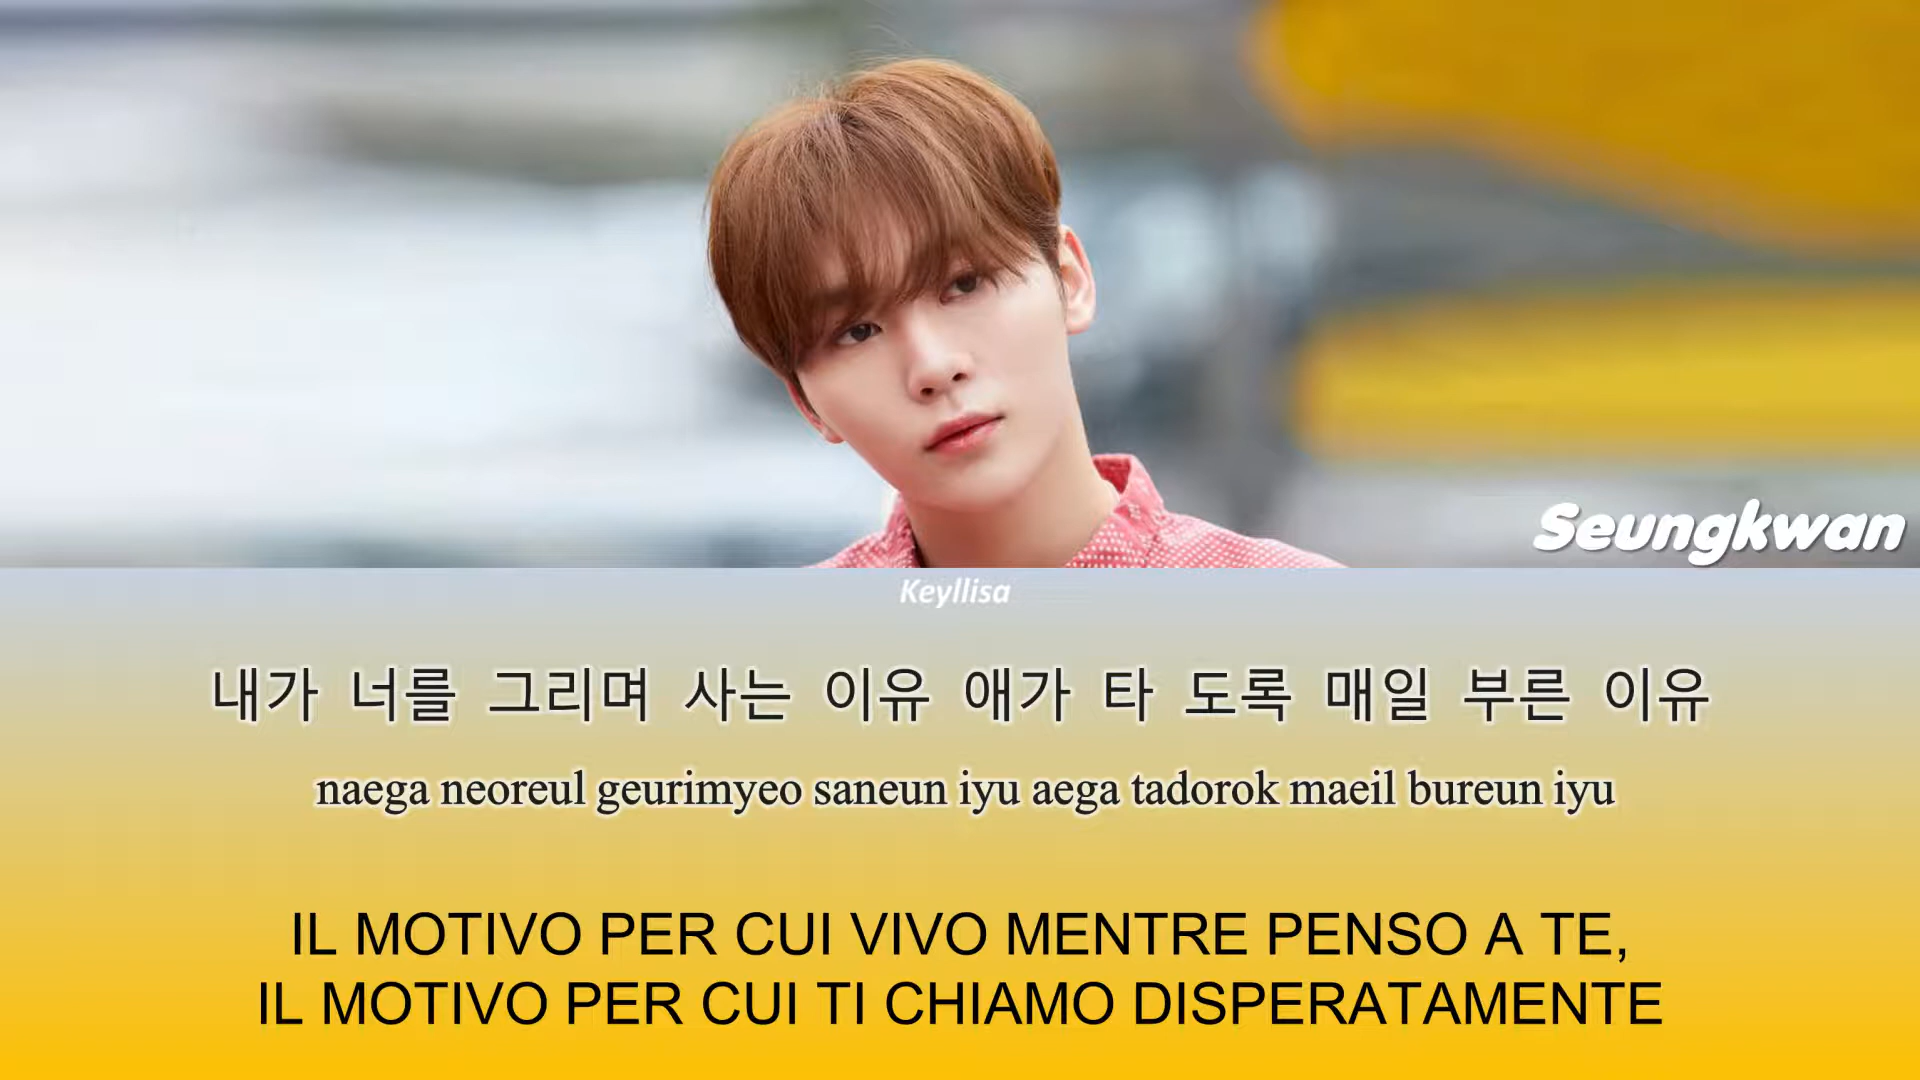 Seungkwan
Keyllisa
내가 너를 그리며 사는 이유 애가 타 도록 매일 부른 이유
naega neoreul geurimyeo saneun iyu aega tadorok maeil bureun iyu
IL MOTIVO PER CUI VIVO MENTRE PENSO A TE,
IL MOTIVO PER CUI TI CHIAMO DISPERATAMENTE